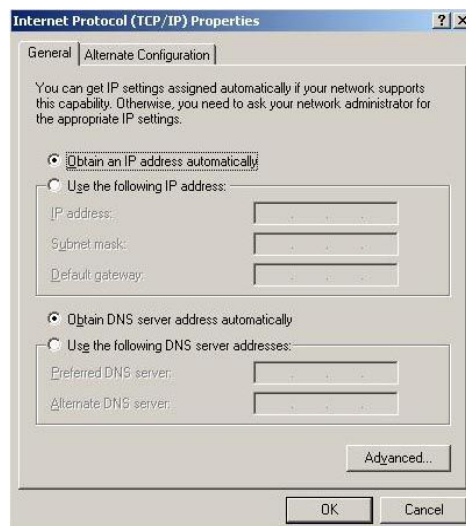 Internet Protocol (TCP/IP) Properties
General
Alternate Configuration
You can get IP settings assigned automatically if your network supports
this capability. Otherwise, you need to ask your network administrator for
the appropriate IP settings.
Obtain an IP address automatically
Use the following IP address:
IP address:
Subnet mask:
Default gateway:
Obtain DNS server address automatically
Use the following DNS server addresses:
Preferred DNS server:
Alternate DNS server:
Advanced...
OK
Cancel